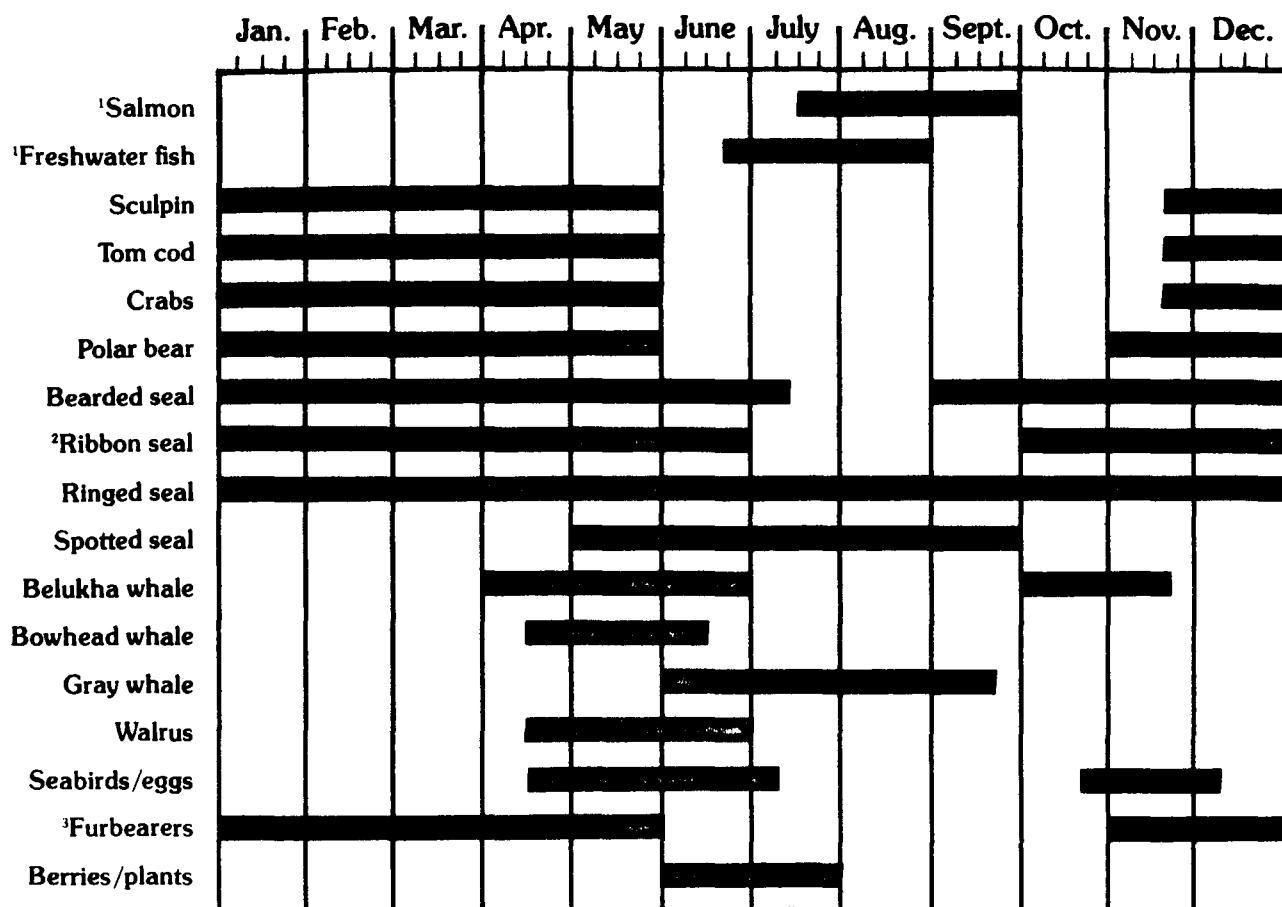 Jan. Feb. Mar. Apr. May June July Aug. Sept. Oct. Nov. Dec.
¹Salmon
¹Freshwater fish
Sculpin
Tom cod
Crabs
Polar bear
Bearded seal
²Ribbon seal
Ringed seal
Spotted seal
Belukha whale
Bowhead whale
Gray whale
Walrus
Seabirds/eggs
³Furbearers
Berries/plants